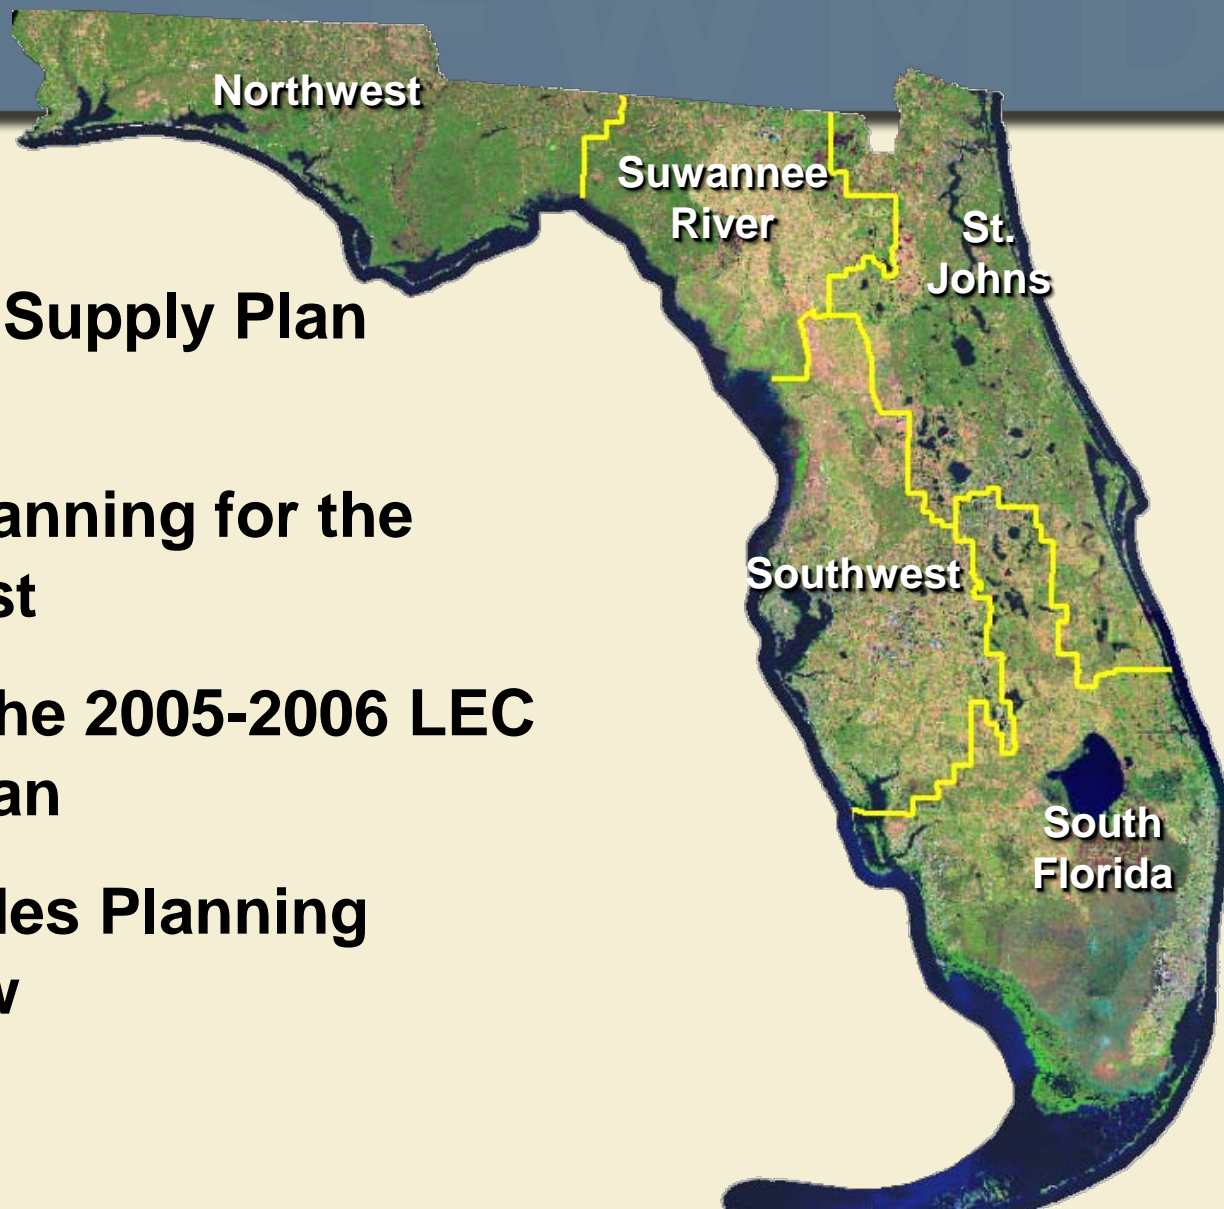 Northwest
Suwannee
River
St.
Johns
Supply Plan
anning for the
st
Southwest
he 2005-2006 LEC
an
South
Florida
les Planning
w